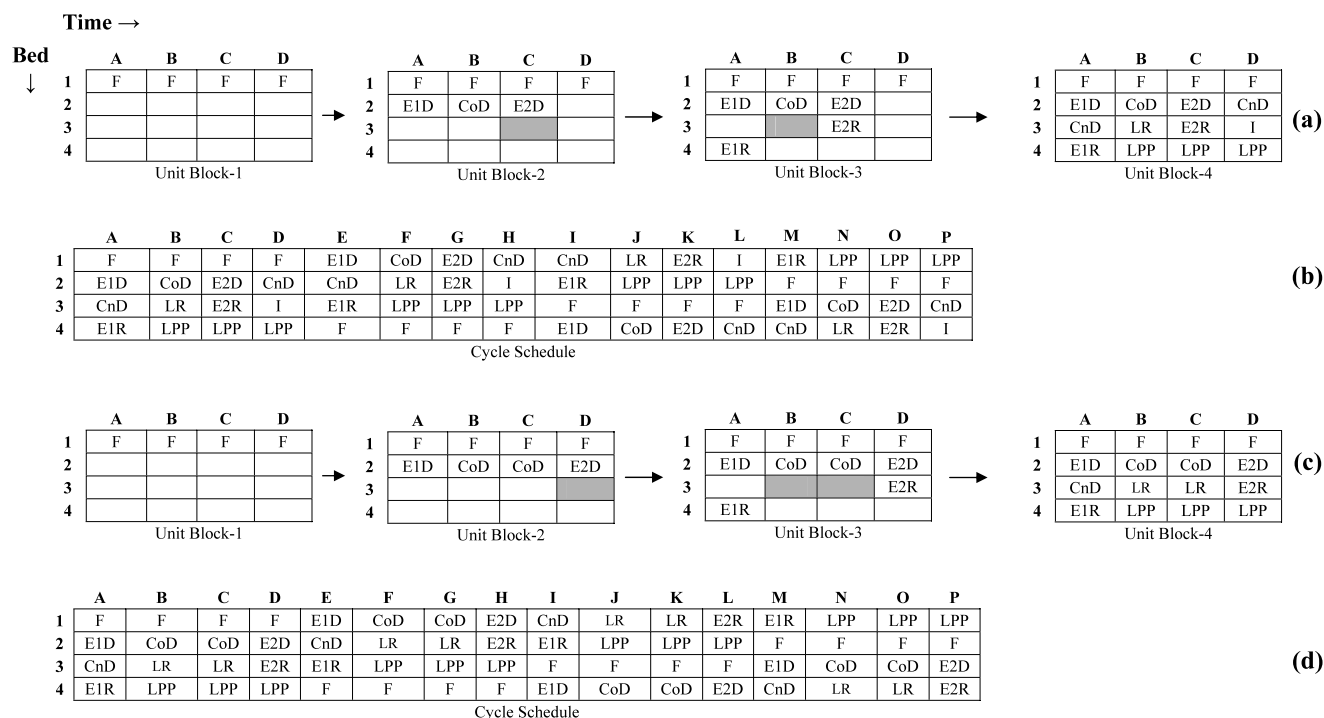 Time →
Bed
↓
A B C D A B C D A B C D A B C D
1 F F F F 1 F F F F 1 F F F F 1 F F F F
2 2 E1D CoD E2D 2 E1D CoD E2D 2 E1D CoD E2D CnD
3 3 3 E2R 3 CnD LR E2R I (a)
4 4 4 E1R 4 E1R LPP LPP LPP
Unit Block-1 Unit Block-2 Unit Block-3 Unit Block-4
A B C D E F G H I J K L M N O P
1 F F F F E1D CoD E2D CnD CnD LR E2R I E1R LPP LPP LPP
2 E1D CoD E2D CnD CnD LR E2R I E1R LPP LPP LPP F F F F (b)
3 CnD LR E2R I E1R LPP LPP LPP F F F F E1D CoD E2D CnD
4 E1R LPP LPP LPP F F F F E1D CoD E2D CnD CnD LR E2R I
Cycle Schedule
A B C D A B C D A B C D A B C D
1 F F F F 1 F F F F 1 F F F F 1 F F F F
2 2 E1D CoD CoD E2D 2 E1D CoD CoD E2D 2 E1D CoD CoD E2D (c)
3 3 3 E2R 3 CnD LR LR E2R
4 4 4 E1R 4 E1R LPP LPP LPP
Unit Block-1 Unit Block-2 Unit Block-3 Unit Block-4
A B C D E F G H I J K L M N O P
1 F F F F E1D CoD CoD E2D CnD LR LR E2R E1R LPP LPP LPP
2 E1D CoD CoD E2D CnD LR LR E2R E1R LPP LPP LPP F F F F
3 CnD LR LR E2R E1R LPP LPP LPP F F F F E1D CoD CoD E2D (d)
4 E1R LPP LPP LPP F F F F E1D CoD CoD E2D CnD LR LR E2R
Cycle Schedule